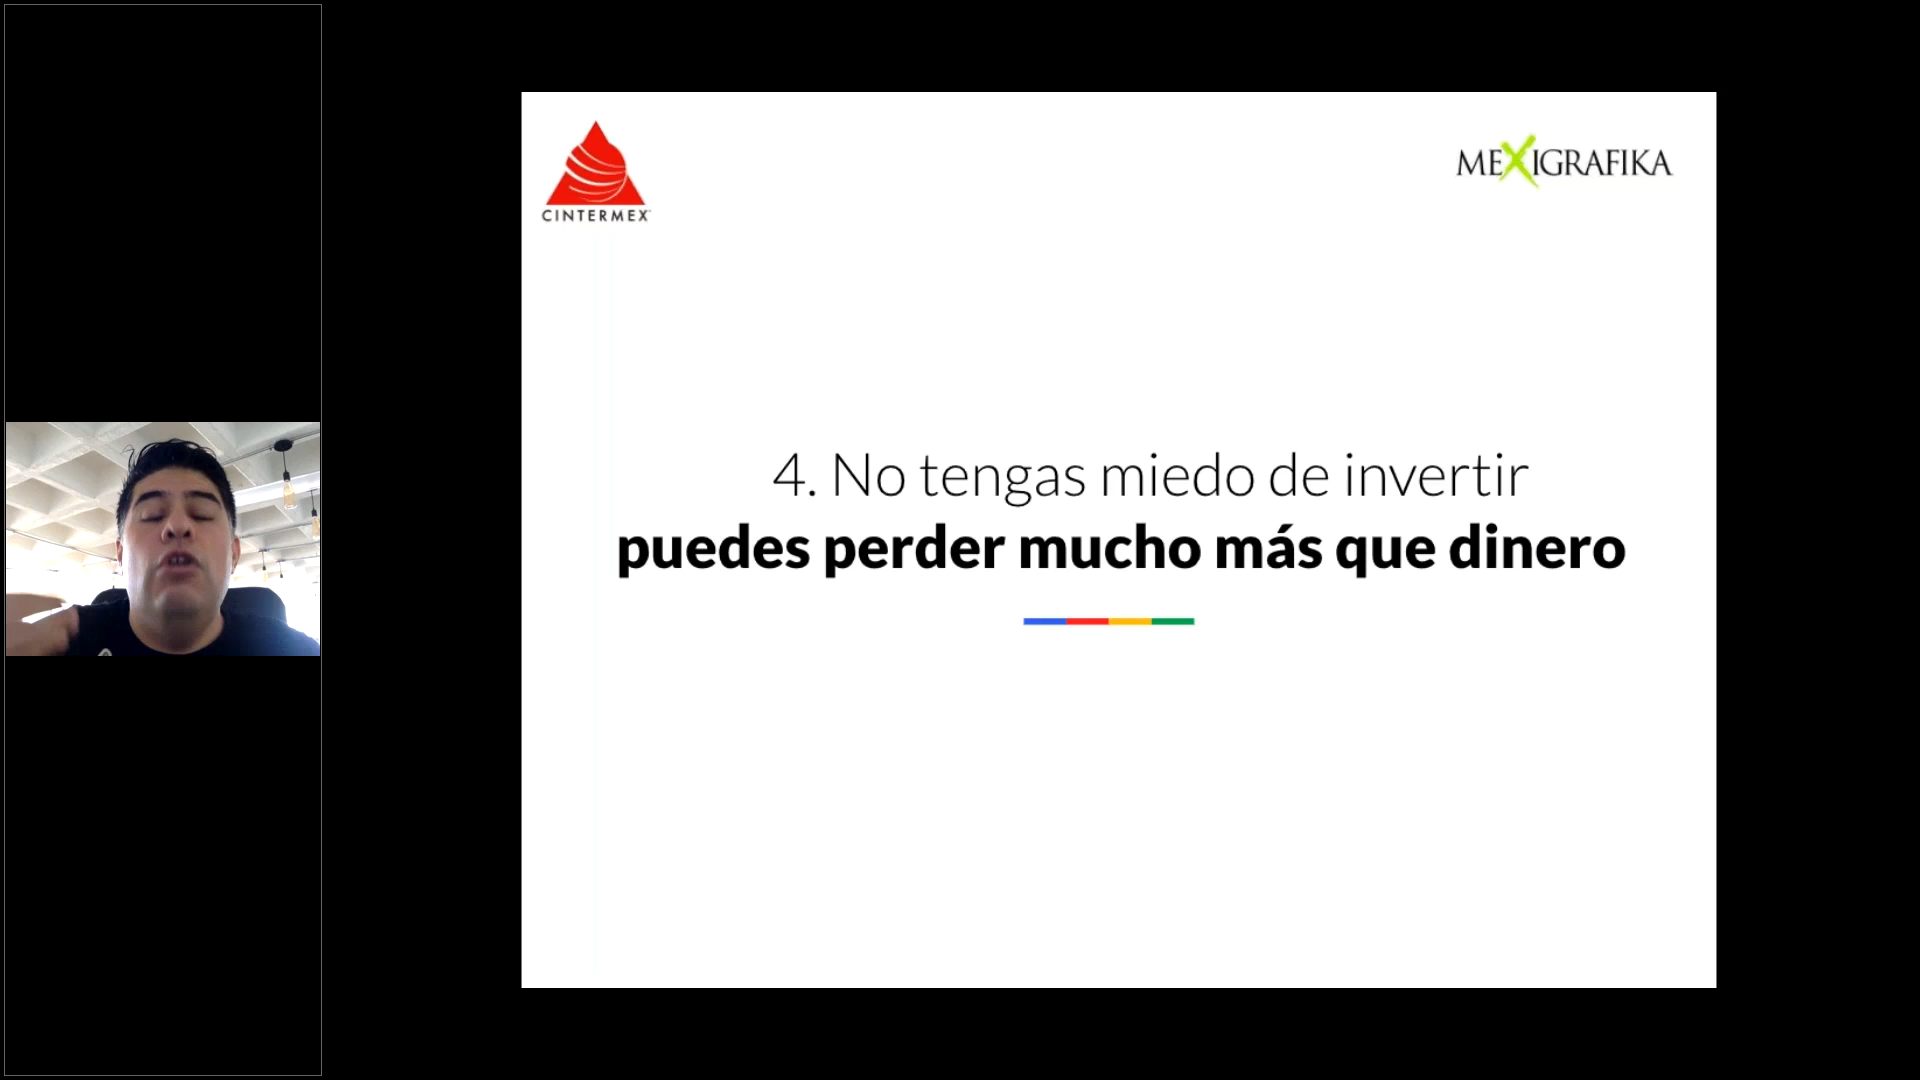 CINTERMEX
MEXIGRAFIKA
4. No tengas miedo de invertir
puedes perder mucho más que dinero